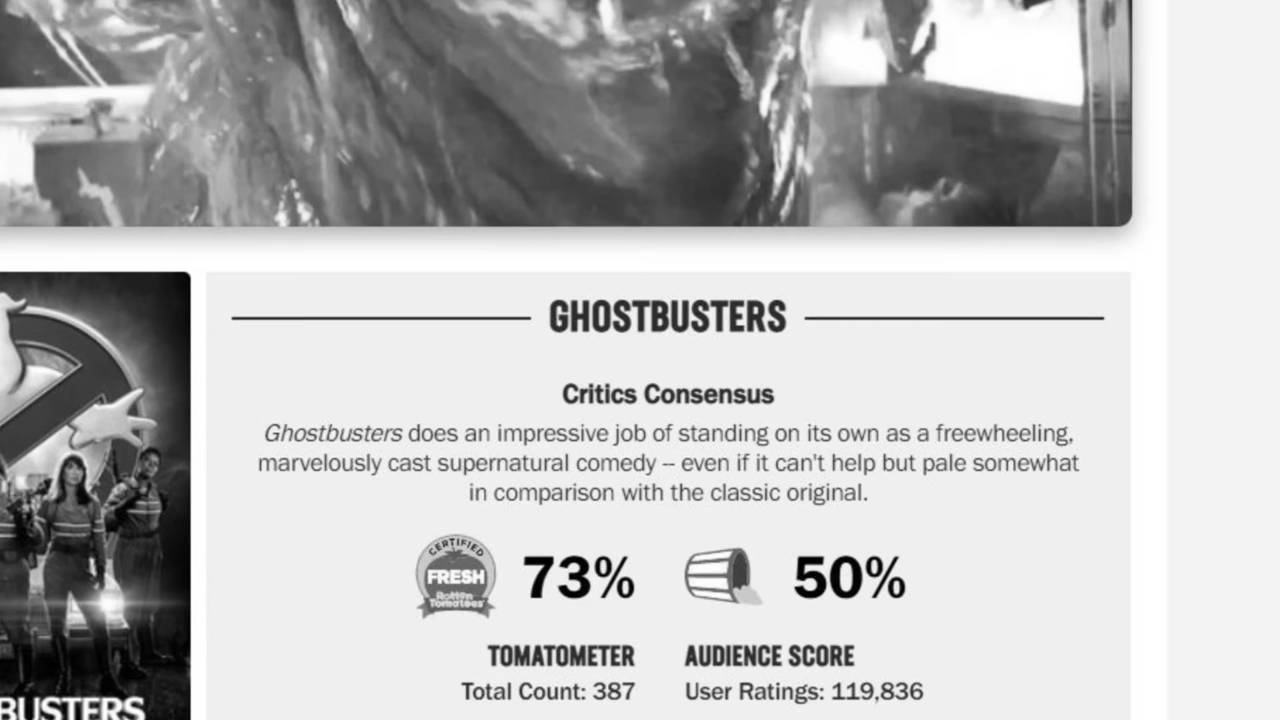 GHOSTBUSTERS
Critics Consensus
Ghostbusters does an impressive job of standing on its own as a freewheeling,
marvelously cast supernatural comedy -- even if it can't help but pale somewhat
in comparison with the classic original.
CERTIFIED
FRESH
Rotten
Tomatoes
73%
50%
TOMATOMETER
AUDIENCE SCORE
Total Count: 387
User Ratings: 119,836
BUSTERS